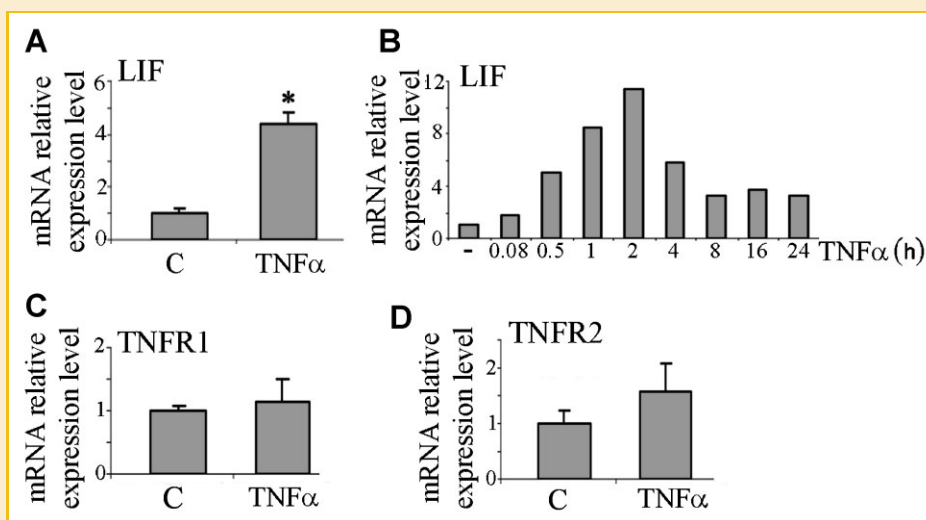 A
LIF
mRNA relative
expression level
6
4
2
0
*
C
TNFα
B
LIF
mRNA relative
expression level
12
8
4
0
- 0.08 0.5 1 2 4 8 16 24 TNFα (h)
C
TNFR1
mRNA relative
expression level
2
1
0
C
TNFα
D
TNFR2
mRNA relative
expression level
2
1
0
C
TNFα